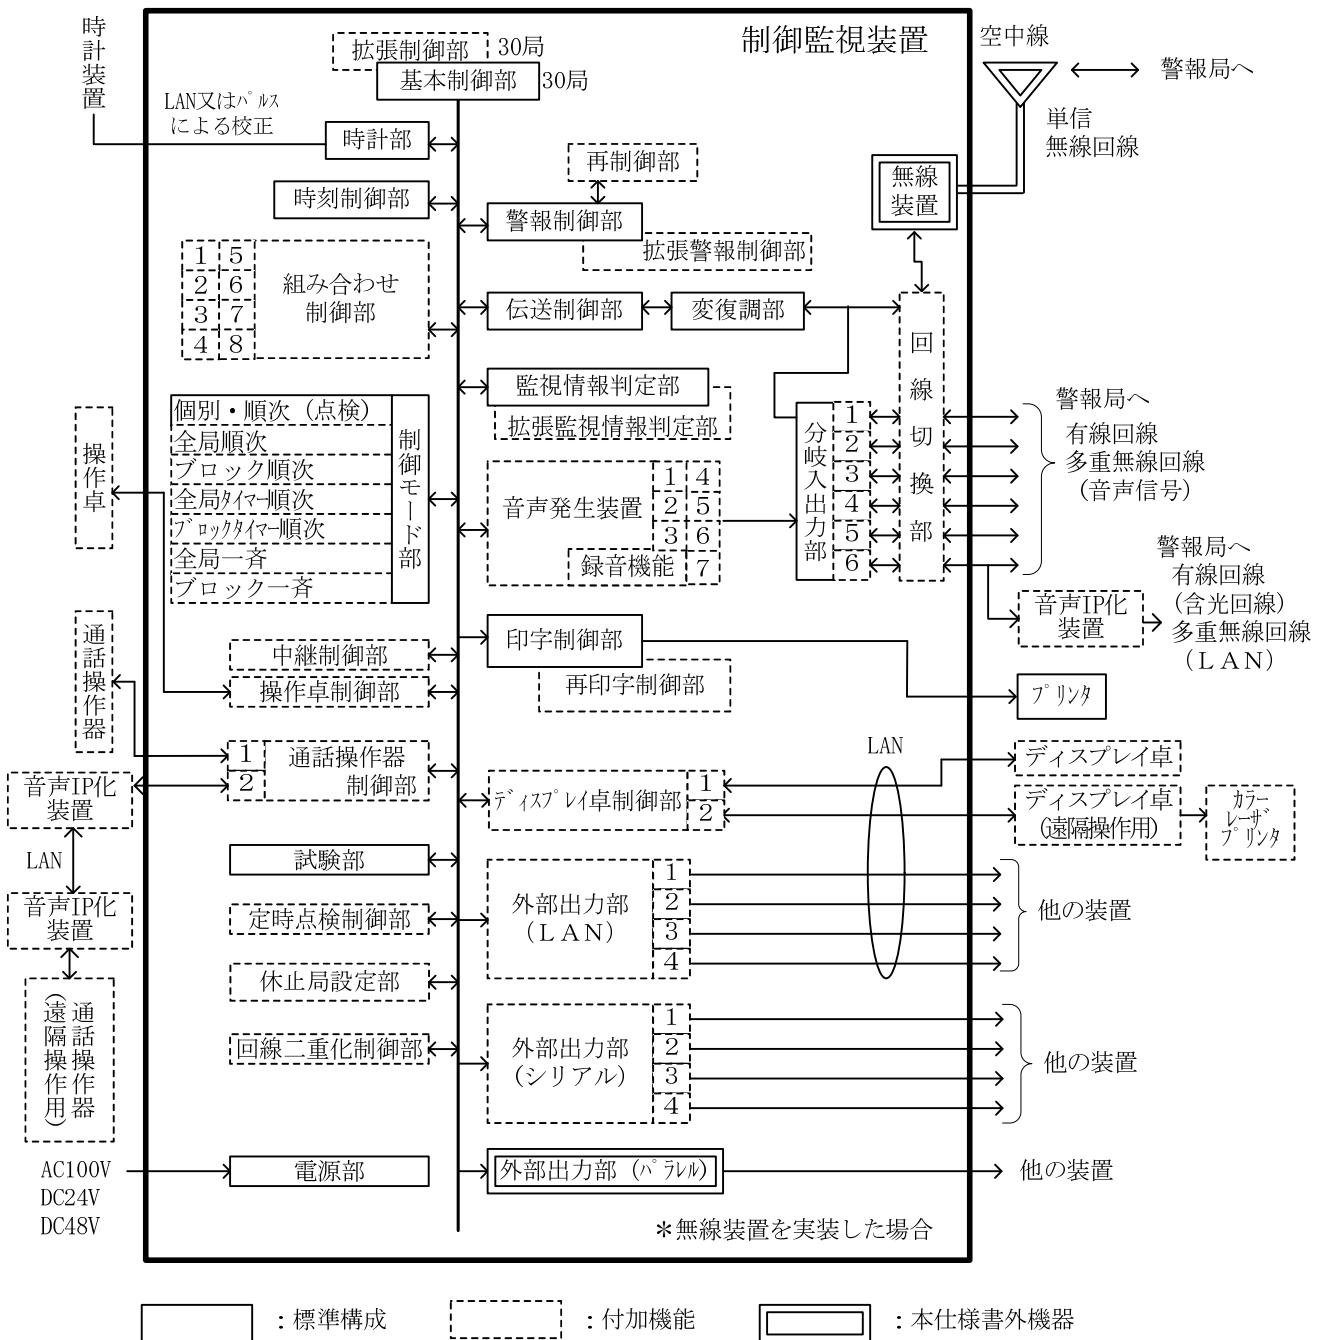 時計装置
制御監視装置
拡張制御部 30局
基本制御部 30局
LAN又はﾊﾟﾙｽ
による校正
時計部
時刻制御部
再制御部
警報制御部
拡張警報制御部
空中線
警報局へ
単信
無線回線
無線
装置
1 5
2 6
3 7
4 8
組み合わせ
制御部
伝送制御部
変復調部
回線切換部
監視情報判定部
拡張監視情報判定部
操作卓
個別・順次（点検）
全局順次
ブロック順次
全局ﾀｲﾏｰ順次
ﾌﾞﾛｯｸﾀｲﾏｰ順次
全局一斉
ブロック一斉
制御モード部
音声発生装置
1 4
2 5
3 6
録音機能 7
分岐入出力部
1
2
3
4
5
6
警報局へ
有線回線
多重無線回線
（音声信号）
警報局へ
有線回線
（含光回線）
多重無線回線
（ＬＡＮ）
音声IP化
装置
通話操作器
中継制御部
操作卓制御部
印字制御部
再印字制御部
ﾌﾟﾘﾝﾀ
1
2
通話操作器
制御部
音声IP化
装置
LAN
音声IP化
装置
通話操作器
(遠隔操作用)
ﾃﾞｨｽﾌﾟﾚｲ卓制御部
1
2
LAN
ディスプレイ卓
ディスプレイ卓
(遠隔操作用)
ｶﾗｰ
ﾚｰｻﾞ
ﾌﾟﾘﾝﾀ
試験部
定時点検制御部
休止局設定部
回線二重化制御部
外部出力部
（ＬＡＮ）
1
2
3
4
他の装置
外部出力部
(シリアル)
1
2
3
4
他の装置
AC100V
DC24V
DC48V
電源部
外部出力部（ﾊﾟﾗﾚﾙ）
他の装置
＊無線装置を実装した場合
：標準構成
：付加機能
：本仕様書外機器